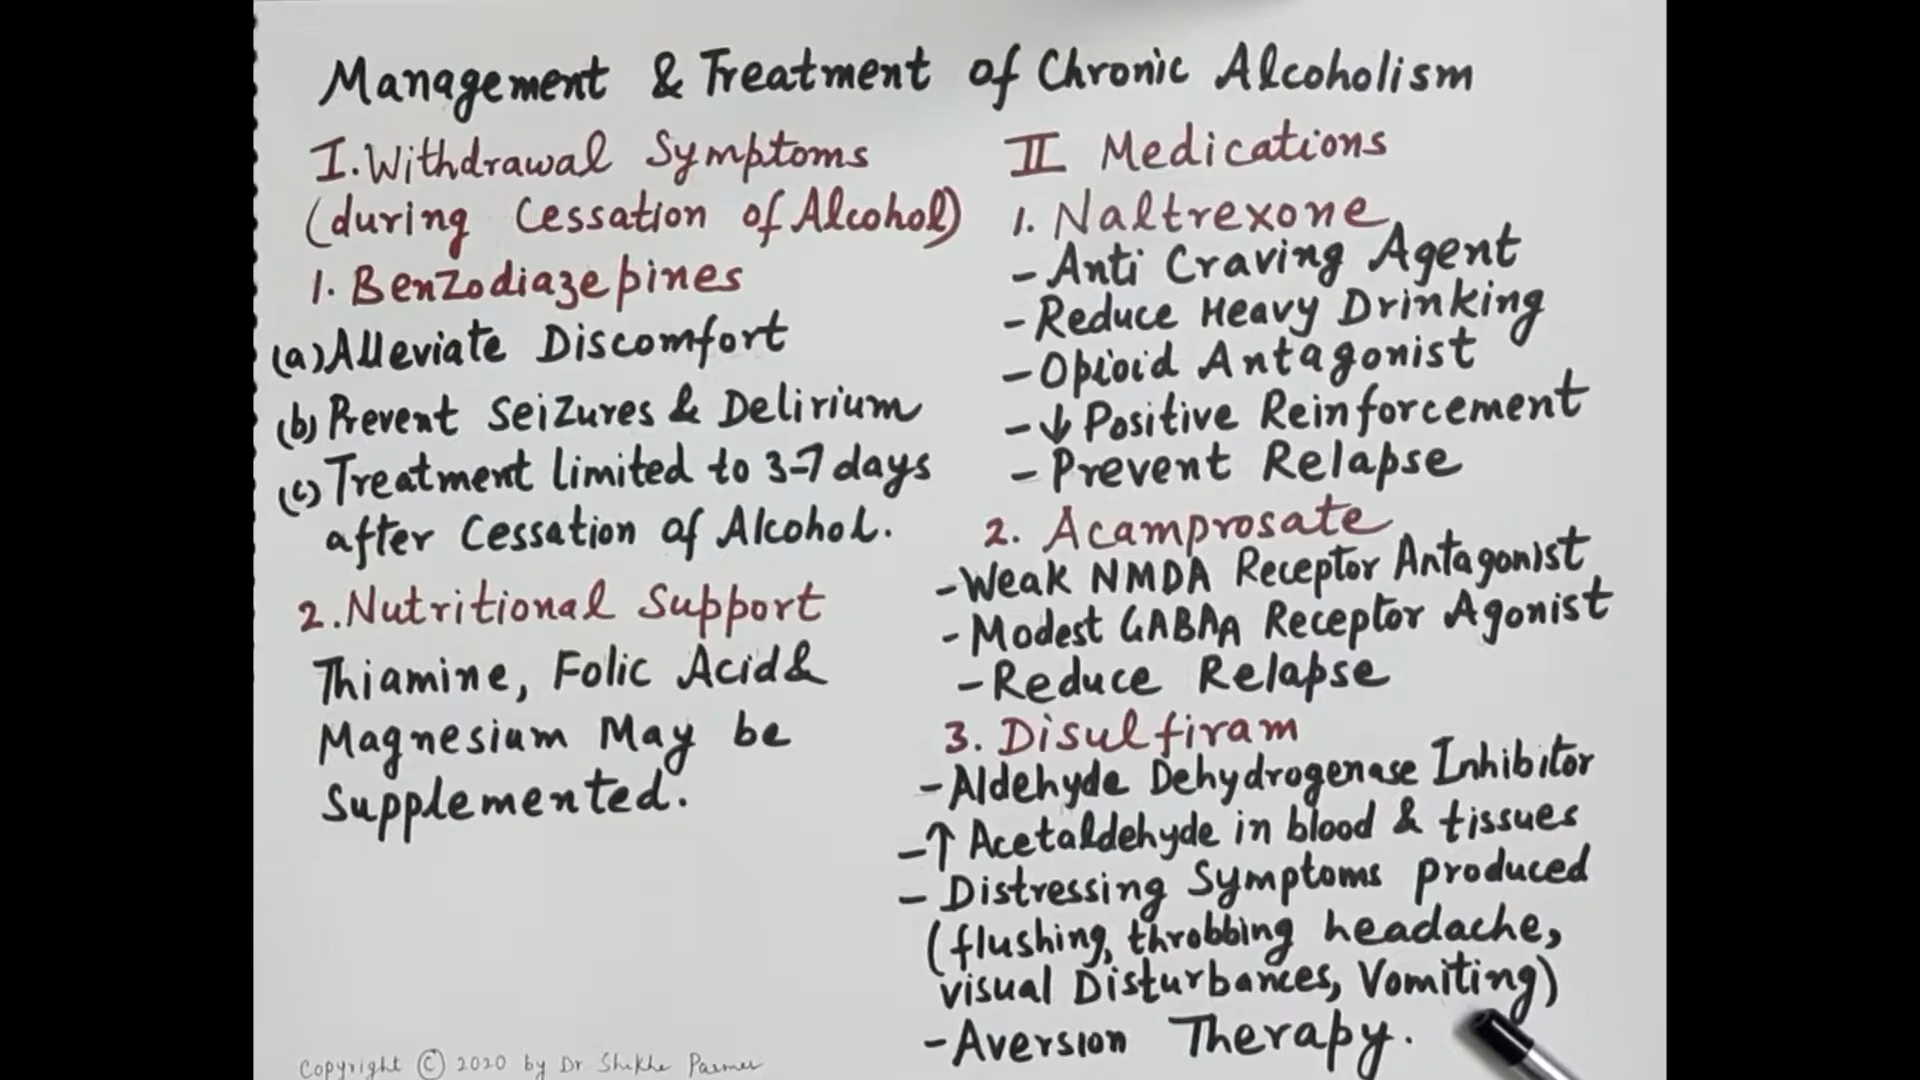 Management & Treatment of Chronic Alcoholism
I. Withdrawal Symptoms
(during Cessation of Alcohol)
1. Benzodiazepines
(a) Alleviate Discomfort
(b) Prevent Seizures & Delirium
(c) Treatment limited to 3-7 days
after Cessation of Alcohol.
2. Nutritional Support
Thiamine, Folic Acid &
Magnesium May be
Supplemented.
II Medications
1. Naltrexone
- Anti Craving Agent
- Reduce Heavy Drinking
- Opioid Antagonist
- ↓ Positive Reinforcement
- Prevent Relapse
2. Acamprosate
- Weak NMDA Receptor Antagonist
- Modest GABAA Receptor Agonist
- Reduce Relapse
3. Disulfiram
- Aldehyde Dehydrogenase Inhibitor
- ↑ Acetaldehyde in blood & tissues
- Distressing Symptoms produced
(flushing, throbbing headache,
visual Disturbances, Vomiting)
- Aversion Therapy.
Copyright © 2020 by Dr